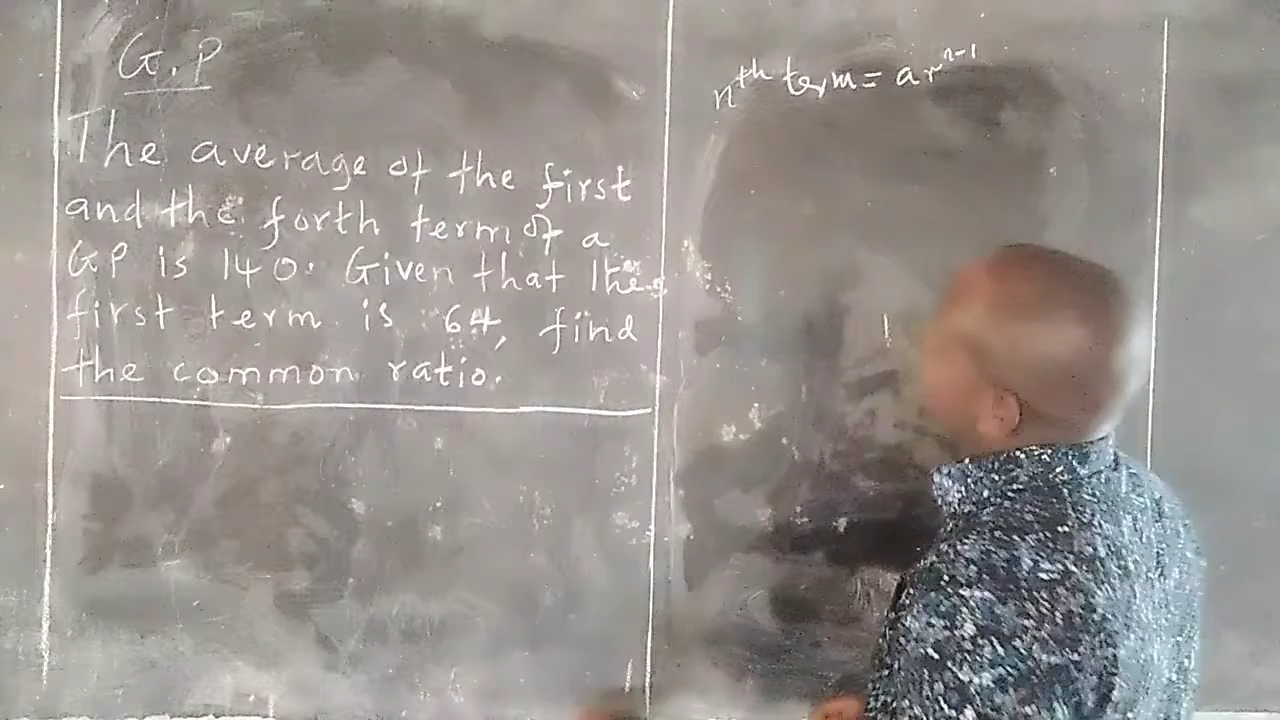 G.P
The average of the first
and the forth term of a
GP is 140. Given that the
first term is 64, find
the common ratio.
nth term = ar^n-1